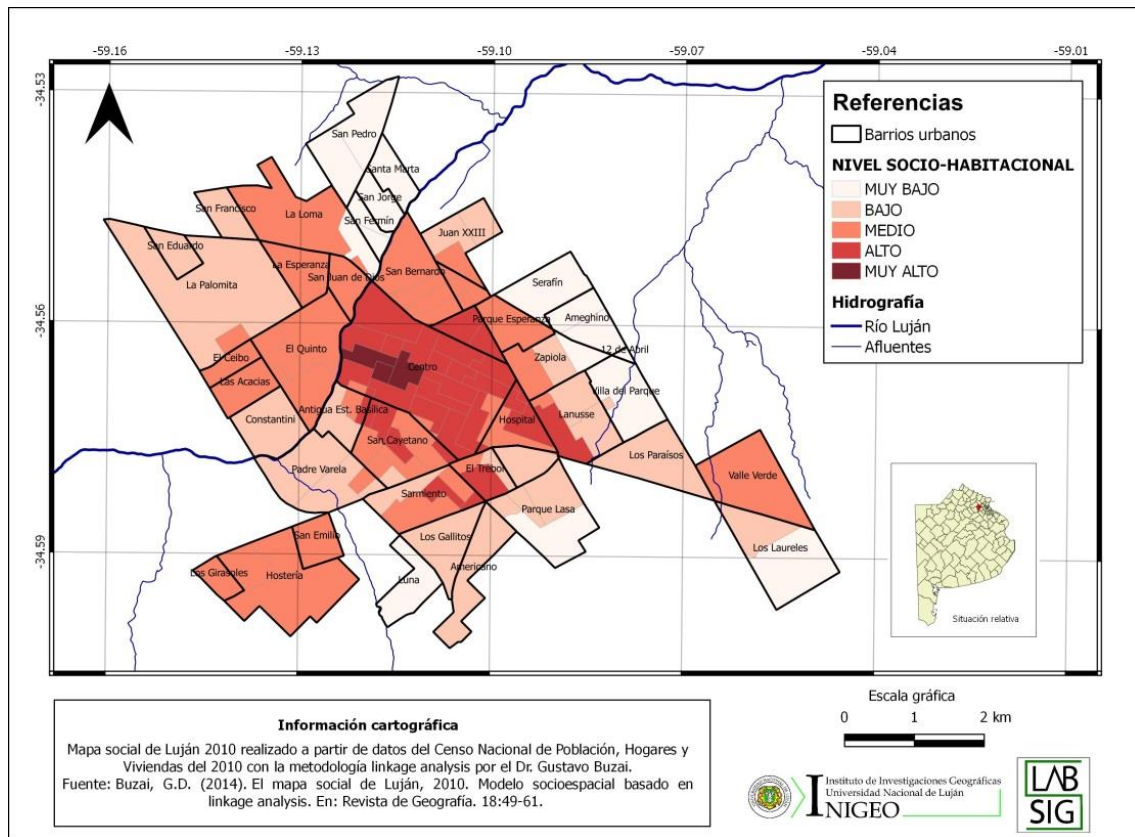 -59.16 -59.13 -59.10 -59.07 -59.04 -59.01
-34.53
-34.56
-34.59
Referencias
Barrios urbanos
NIVEL SOCIO-HABITACIONAL
MUY BAJO
BAJO
MEDIO
ALTO
MUY ALTO
Hidrografía
Río Luján
Afluentes
San Pedro
Santa Marta
San Jorge
San Francisco
La Loma
San Fermín
Juan XXIII
San Eduardo
La Esperanza
San Juan de Dios
San Bernardo
La Palomita
Serafín
Parque Esperanza
Ameghino
El Quinto
12 de Abril
El Ceibo
Zapiola
Centro
Las Acacias
Villa del Parque
Antigua Est. Basílica
Constantini
Hospital
Lanusse
San Cayetano
Padre Varela
El Trebol
Los Paraísos
Valle Verde
Sarmiento
Parque Lasa
San Emilio
Los Gallitos
Los Laureles
Los Girasoles
Hostería
Luna
Americano
Situación relativa
Escala gráfica
0 1 2 km
Información cartográfica
Mapa social de Luján 2010 realizado a partir de datos del Censo Nacional de Población, Hogares y
Viviendas del 2010 con la metodología linkage analysis por el Dr. Gustavo Buzai.
Fuente: Buzai, G.D. (2014). El mapa social de Luján, 2010. Modelo socioespacial basado en
linkage analysis. En: Revista de Geografía. 18:49-61.
Instituto de Investigaciones Geográficas
Universidad Nacional de Luján
INIGEO
LAB
SIG